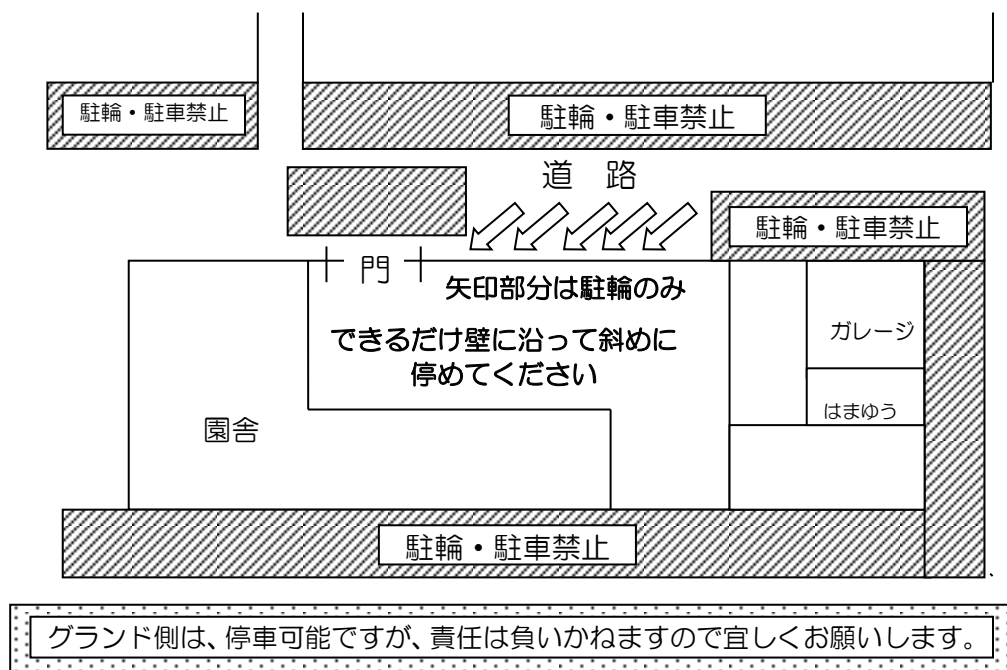 駐輪・駐車禁止
駐輪・駐車禁止
道 路
駐輪・駐車禁止
門
矢印部分は駐輪のみ
できるだけ壁に沿って斜めに
停めてください
ガレージ
はまゆう
園舎
駐輪・駐車禁止
グランド側は、停車可能ですが、責任は負いかねますので宜しくお願いします。